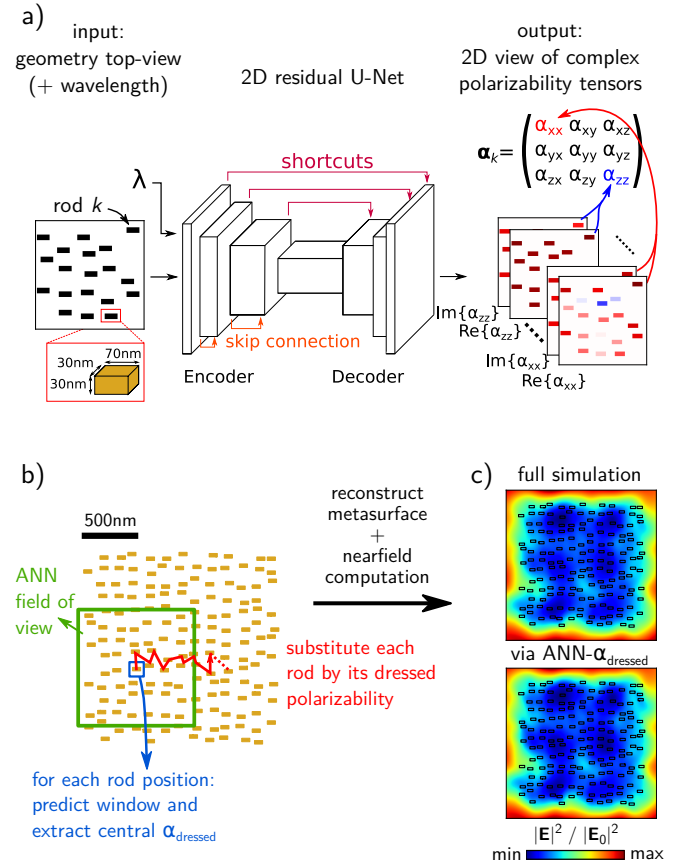 a)
input:
geometry top-view
(+ wavelength)
2D residual U-Net
output:
2D view of complex
polarizability tensors
λ
rod k
shortcuts
skip connection
Encoder
Decoder
70nm
30nm
30nm
α_k = ( α_xx α_xy α_xz
α_yx α_yy α_yz
α_zx α_zy α_zz )
Im{α_zz}
Re{α_zz}
Im{α_xx}
Re{α_xx}
b)
500nm
ANN
field of
view
for each rod position:
predict window and
extract central α_dressed
reconstruct
metasurface
+
nearfield
computation
substitute each
rod by its dressed
polarizability
c)
full simulation
via ANN-α_dressed
|E|² / |E₀|²
min max